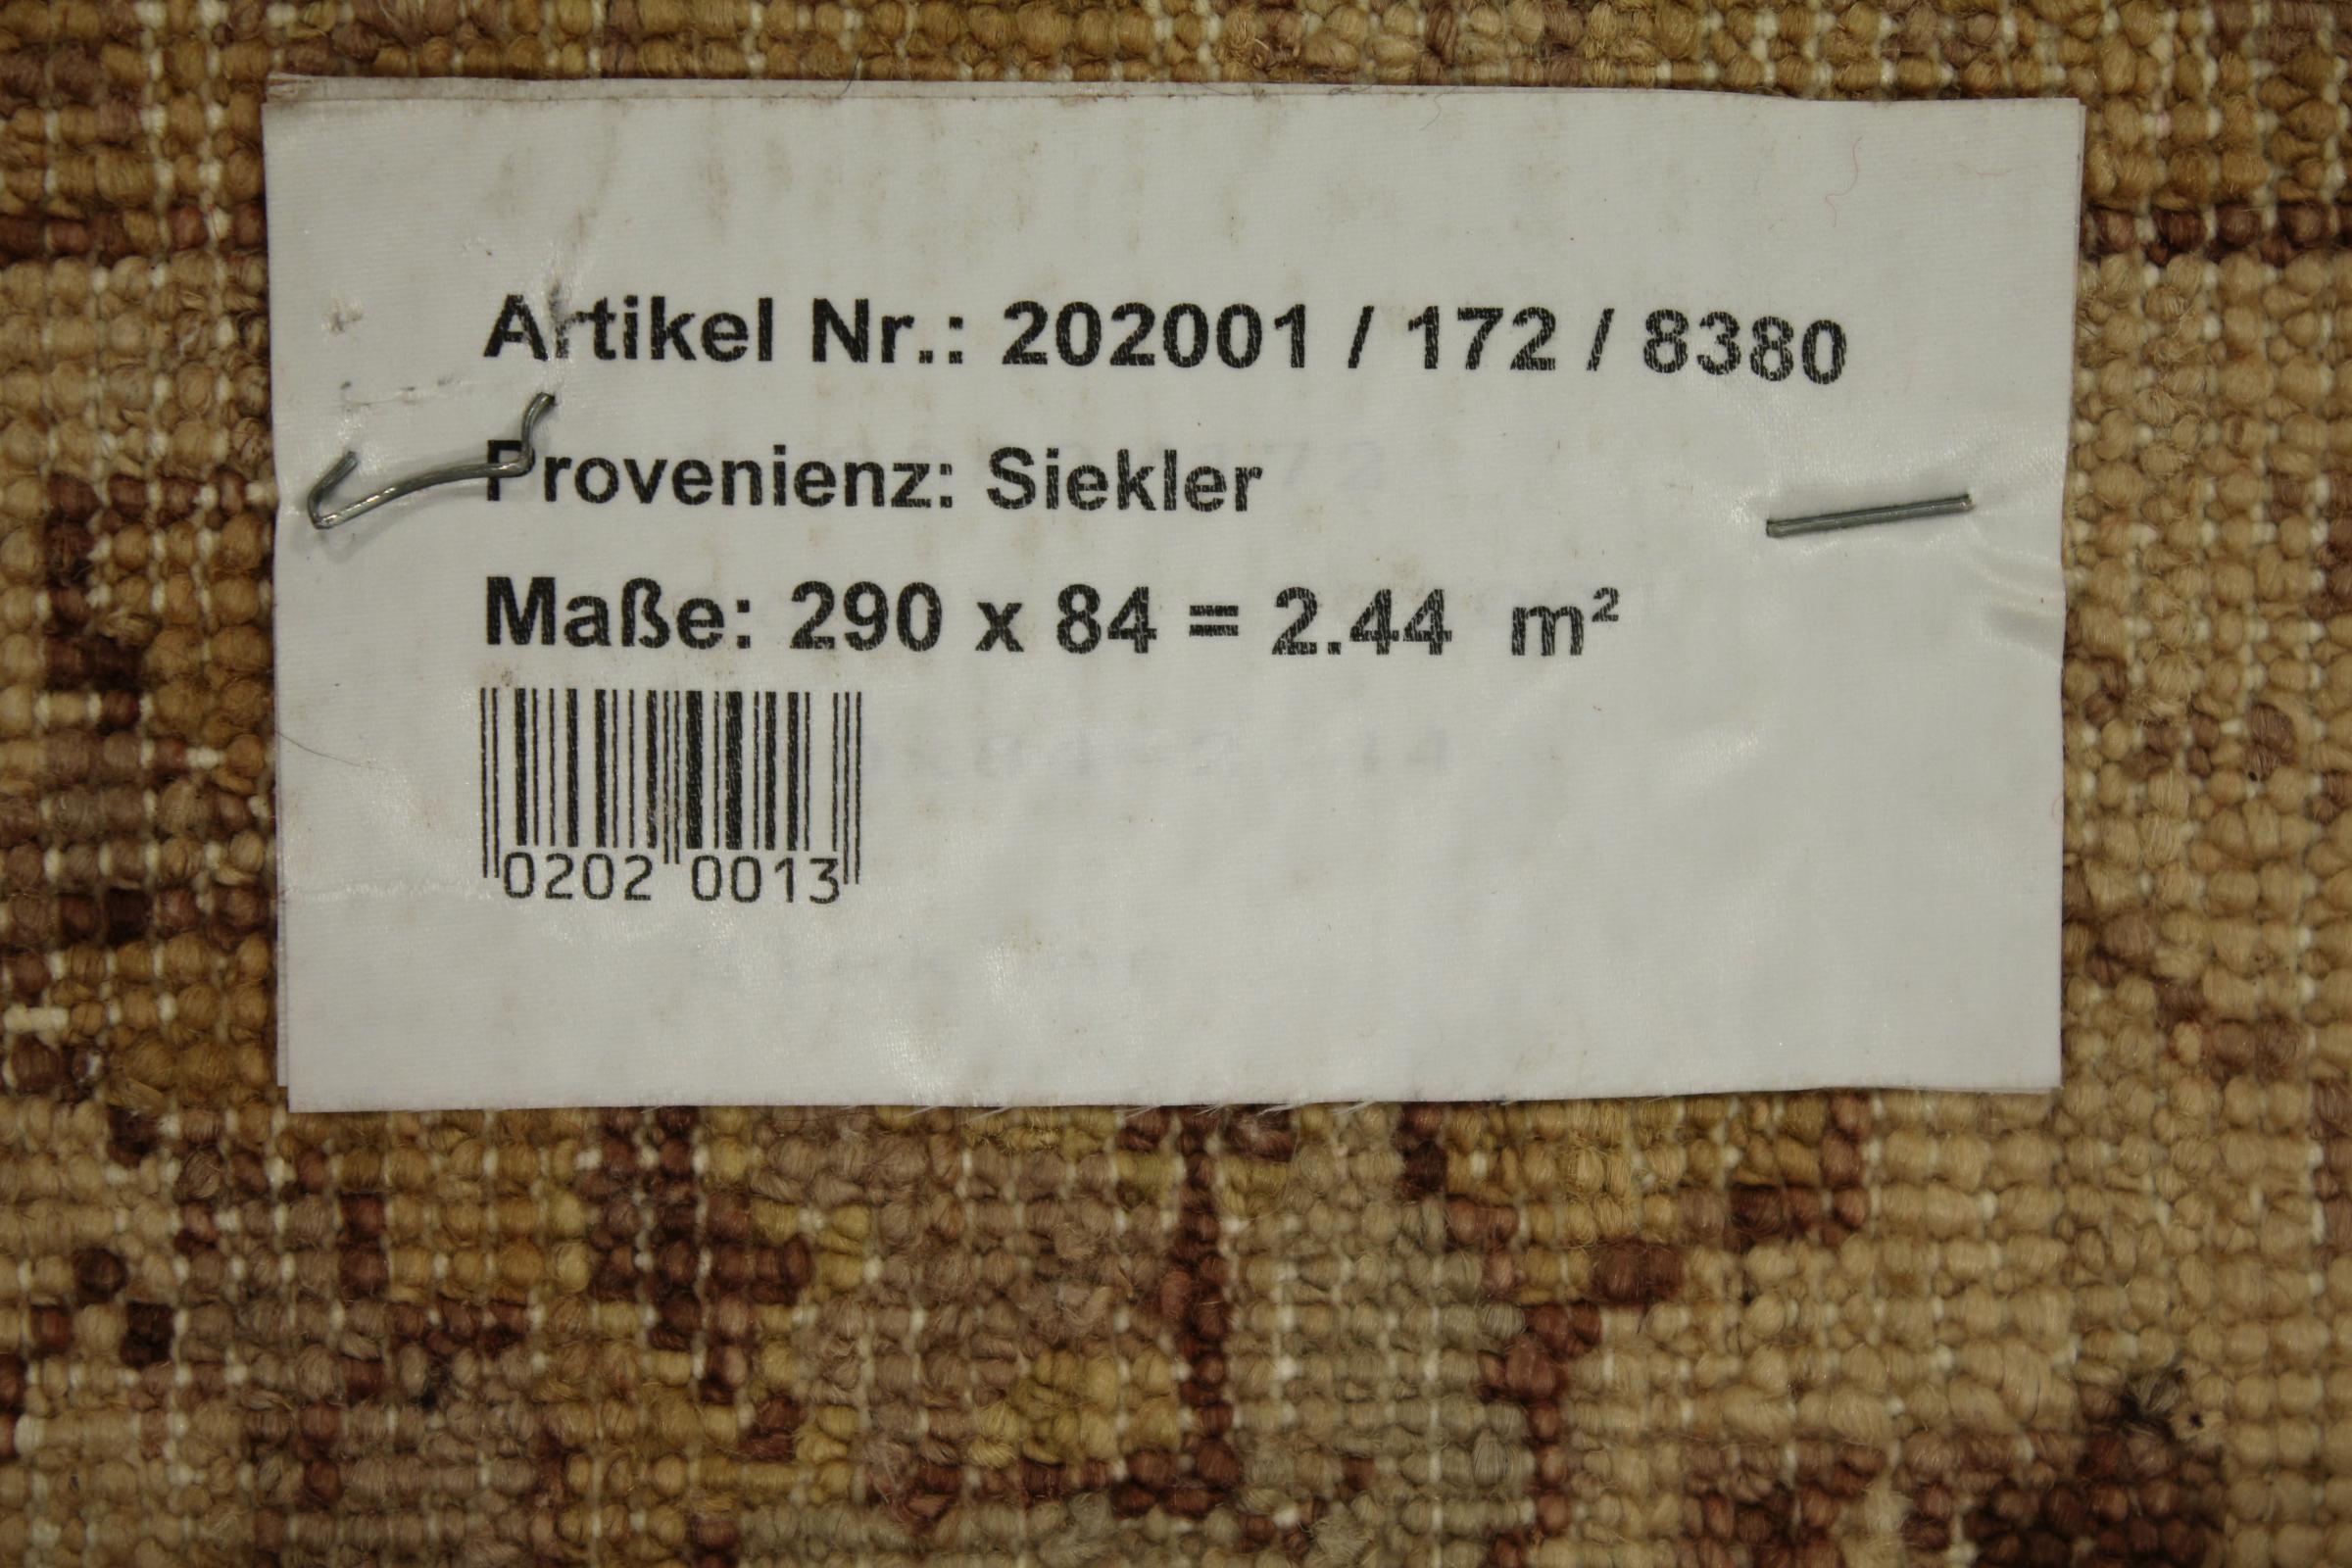 Artikel Nr.: 202001 / 172 / 8380
Provenienz: Siekler
Maße: 290 x 84 = 2.44 m²
0202 0013